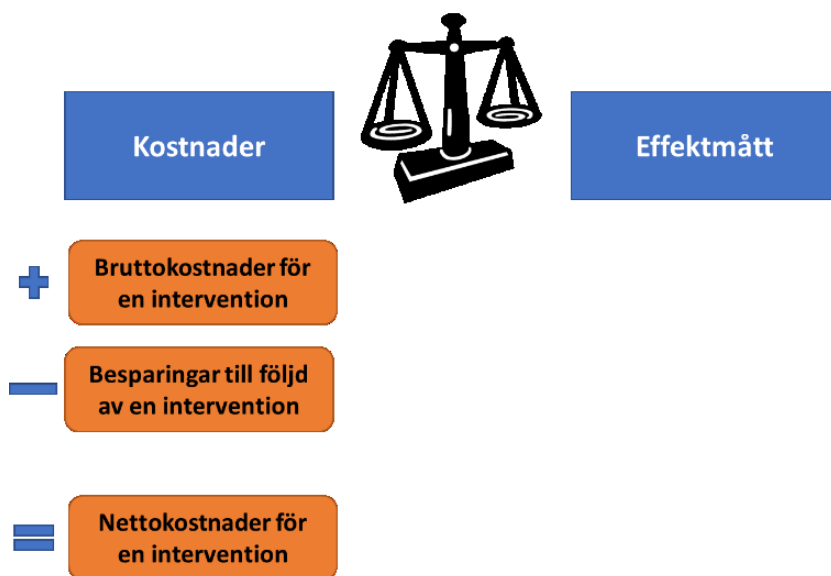 Kostnader
Effektmått
Bruttokostnader för
en intervention
Besparingar till följd
av en intervention
Nettokostnader för
en intervention